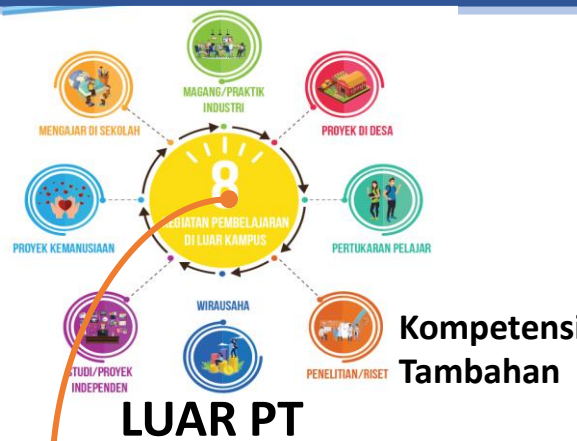 MAGANG/PRAKTIK
INDUSTRI
MENGAJAR DI SEKOLAH
PROYEK DI DESA
8
KEGIATAN PEMBELAJARAN
DI LUAR KAMPUS
PROYEK KEMANUSIAAN
PERTUKARAN PELAJAR
WIRAUSAHA
STUDI/PROYEK
INDEPENDEN
PENELITIAN/RISET
Kompetensi
Tambahan
LUAR PT